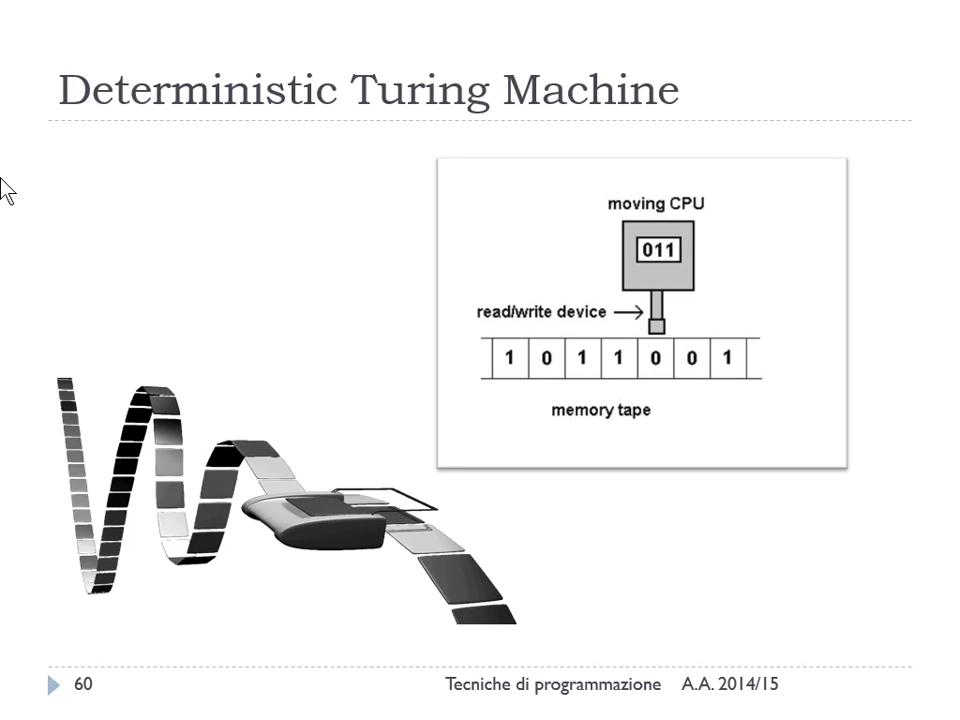 Deterministic Turing Machine
moving CPU
011
read/write device
1 0 1 1 0 0 1
memory tape
60 Tecniche di programmazione A.A. 2014/15